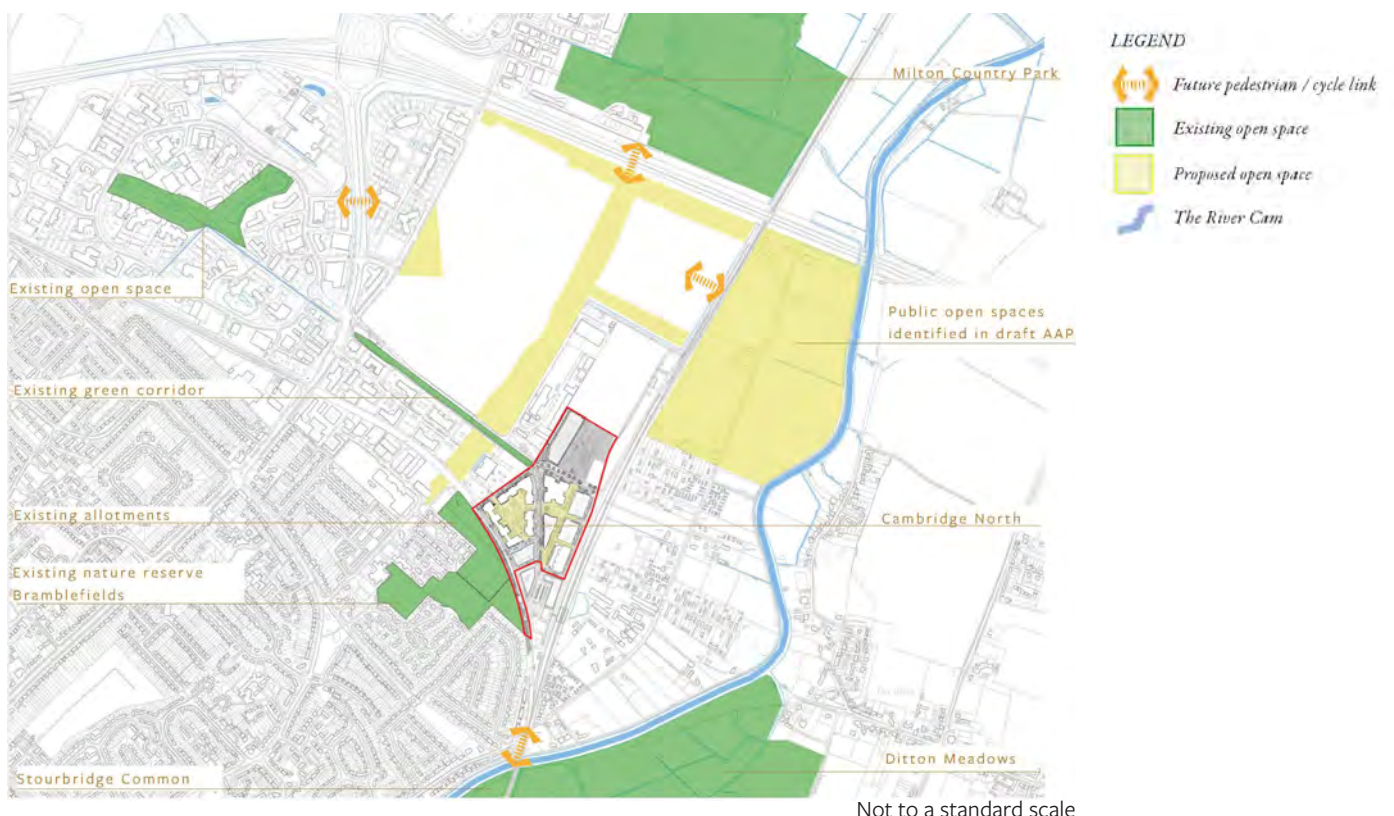 LEGEND
Future pedestrian / cycle link
Existing open space
Proposed open space
The River Cam
Milton Country Park
Existing open space
Public open spaces
identified in draft AAP
Existing green corridor
Existing allotments
Cambridge North
Existing nature reserve
Bramblefields
Stourbridge Common
Ditton Meadows
Not to a standard scale